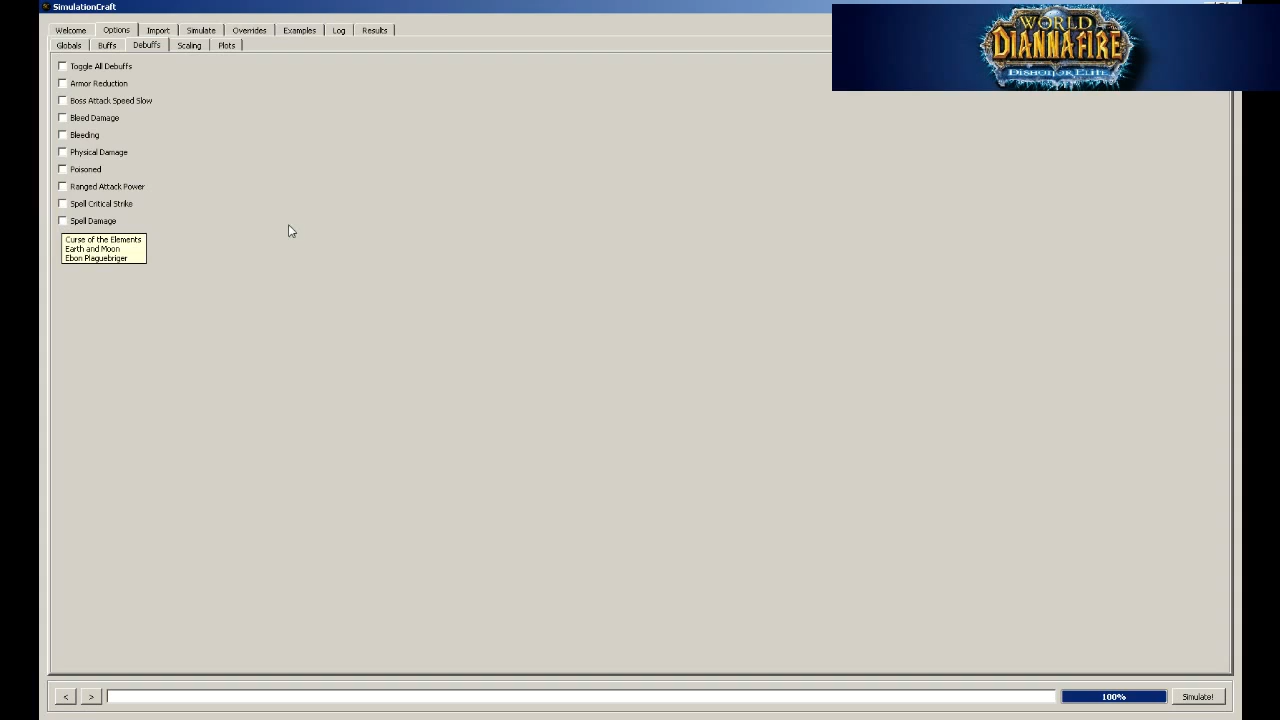 SimulationCraft
Welcome Options Import Simulate Overrides Examples Log Results
Globals Buffs Debuffs Scaling Plots
Toggle All Debuffs
Armor Reduction
Boss Attack Speed Slow
Bleed Damage
Bleeding
Physical Damage
Poisoned
Ranged Attack Power
Spell Critical Strike
Spell Damage
Curse of the Elements
Earth and Moon
Ebon Plaguebriger
WORLD
DIANNAFIRE
DISHONOR ELITE
< > 100% Simulate!